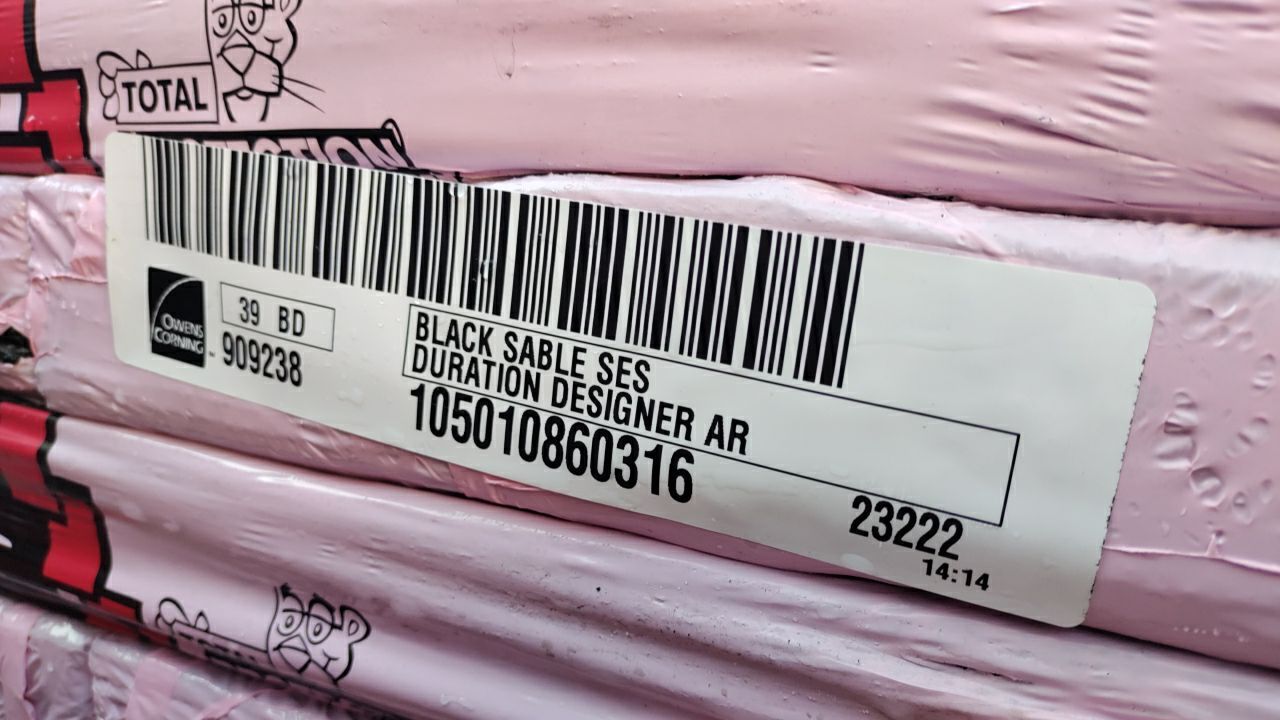 TOTAL
OWENS
CORNING
39 BD
909238
BLACK SABLE SES
DURATION DESIGNER AR
105010860316
23222
14:14